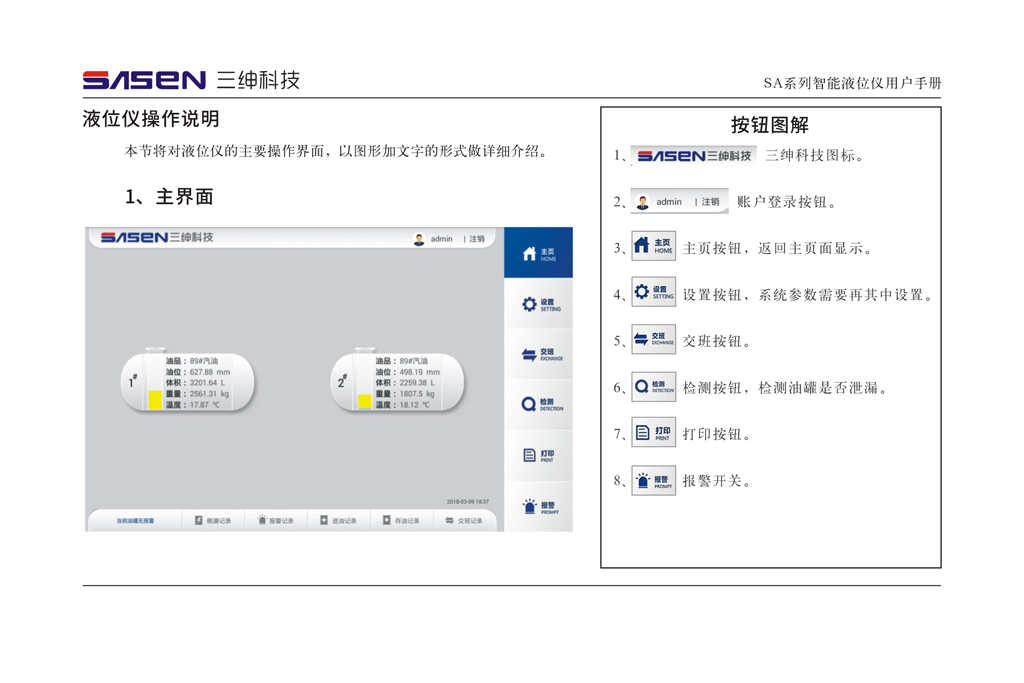 SASEN 三绅科技
SA系列智能液位仪用户手册
液位仪操作说明
本节将对液位仪的主要操作界面，以图形加文字的形式做详细介绍。
1、主界面
SASEN三绅科技
admin | 注销
主页
HOME
设置
SETTING
交班
EXCHANGE
检测
DETECTION
打印
PRINT
报警
PROMPT
1#
油品：89#汽油
油位：627.88 mm
体积：3201.64 L
重量：2561.31 kg
温度：17.87 ℃
2#
油品：89#汽油
油位：498.19 mm
体积：2259.38 L
重量：1807.5 kg
温度：18.12 ℃
2018-03-09 18:37
当前油罐无报警
侧漏记录
报警记录
进油记录
存油记录
交班记录
按钮图解
1、SASEN三绅科技 三绅科技图标。
2、admin | 注销 账户登录按钮。
3、主页 HOME 主页按钮，返回主页面显示。
4、设置 SETTING 设置按钮，系统参数需要再其中设置。
5、交班 EXCHANGE 交班按钮。
6、检测 DETECTION 检测按钮，检测油罐是否泄漏。
7、打印 PRINT 打印按钮。
8、报警 PROMPT 报警开关。